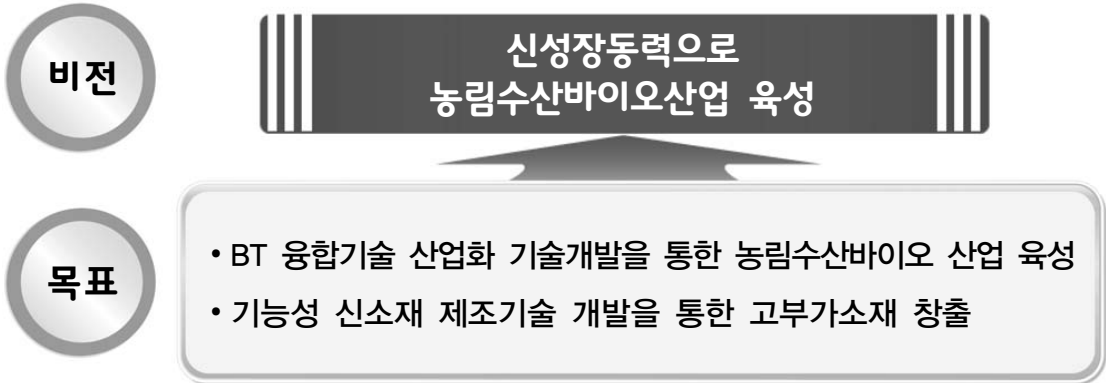 비전
신성장동력으로
농림수산바이오산업 육성
목표
• BT 융합기술 산업화 기술개발을 통한 농림수산바이오 산업 육성
• 기능성 신소재 제조기술 개발을 통한 고부가소재 창출